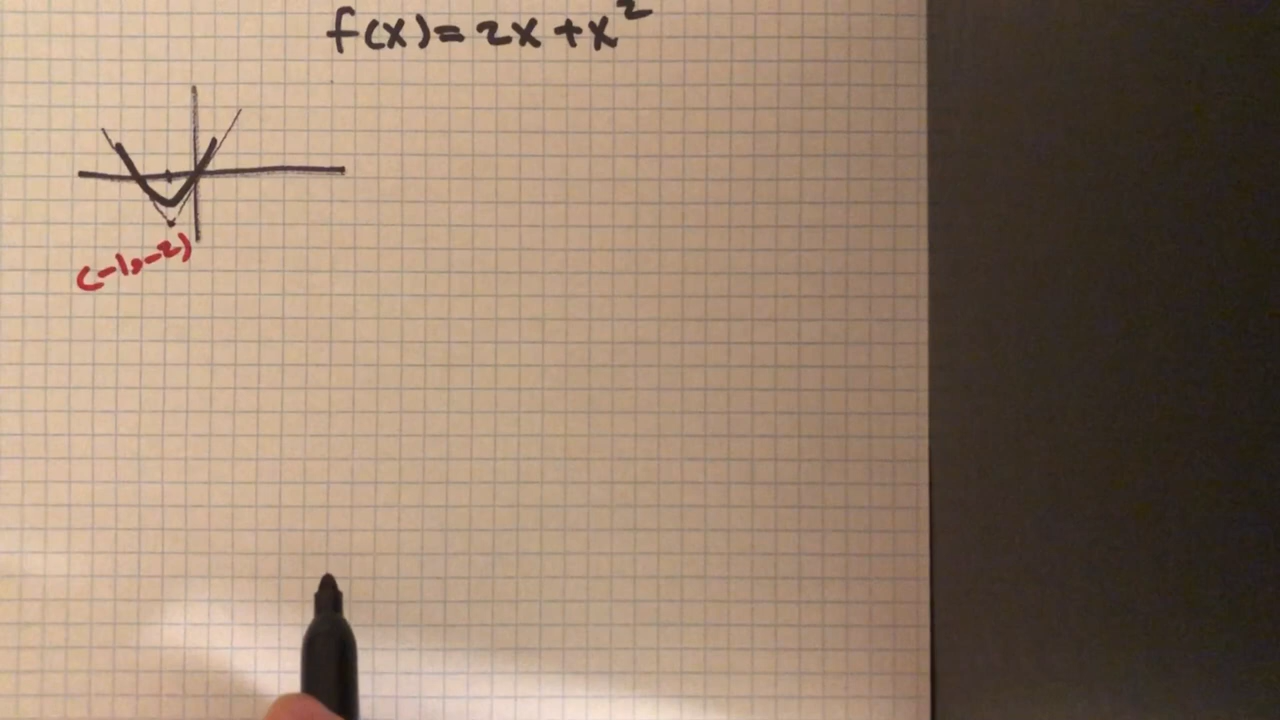 f(x)= 2x +x²
(-1,-2)